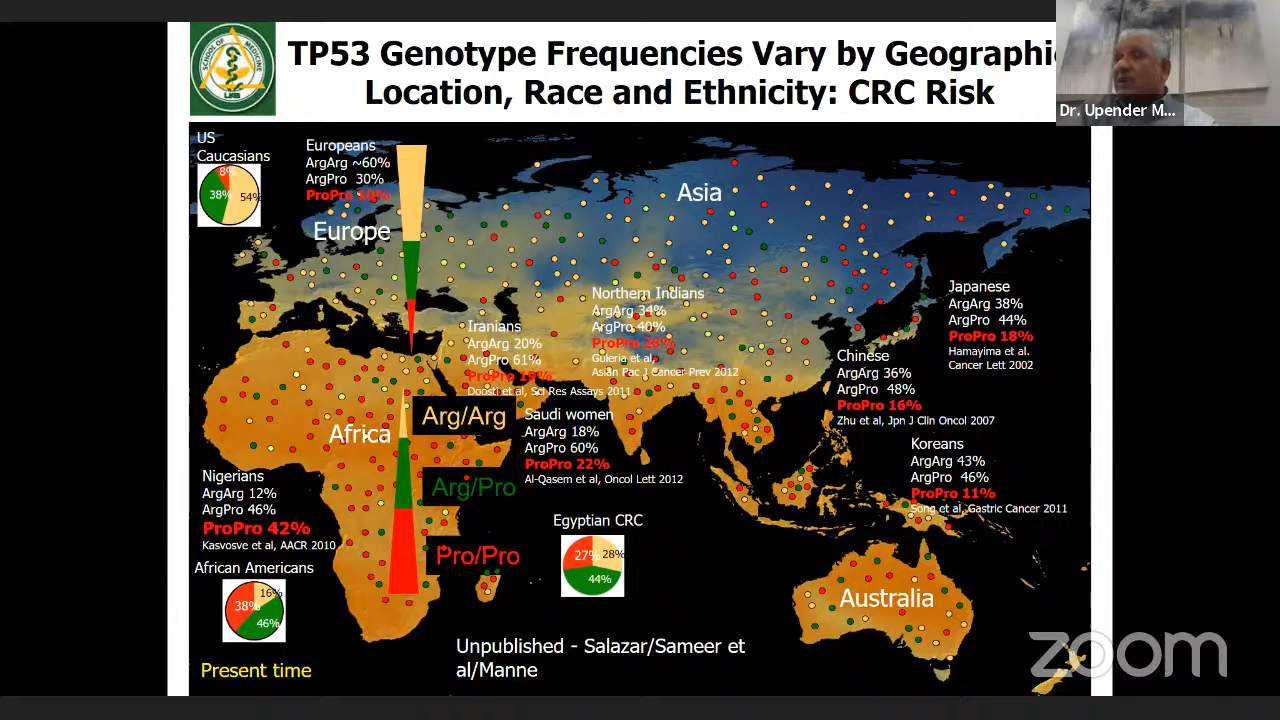 TP53 Genotype Frequencies Vary by Geographic
Location, Race and Ethnicity: CRC Risk
SCHOOL OF MEDICINE
UAB
Dr. Upender M...
US
Caucasians
8%
38%
54%
Europeans
ArgArg ~60%
ArgPro 30%
ProPro 10%
Europe
Asia
Northern Indians
ArgArg 34%
ArgPro 40%
ProPro 26%
Guleria et al,
Asian Pac J Cancer Prev 2012
Japanese
ArgArg 38%
ArgPro 44%
ProPro 18%
Hamayima et al.
Cancer Lett 2002
Iranians
ArgArg 20%
ArgPro 61%
ProPro 19%
Doosti et al, Sci Res Assays 2011
Chinese
ArgArg 36%
ArgPro 48%
ProPro 16%
Zhu et al, Jpn J Clin Oncol 2007
Arg/Arg
Saudi women
ArgArg 18%
ArgPro 60%
ProPro 22%
Al-Qasem et al, Oncol Lett 2012
Africa
Koreans
ArgArg 43%
ArgPro 46%
ProPro 11%
Song et al, Gastric Cancer 2011
Nigerians
ArgArg 12%
ArgPro 46%
ProPro 42%
Kasvosve et al, AACR 2010
Arg/Pro
Pro/Pro
Egyptian CRC
27%
28%
44%
African Americans
16%
38%
46%
Australia
Unpublished - Salazar/Sameer et
al/Manne
Present time
zoom